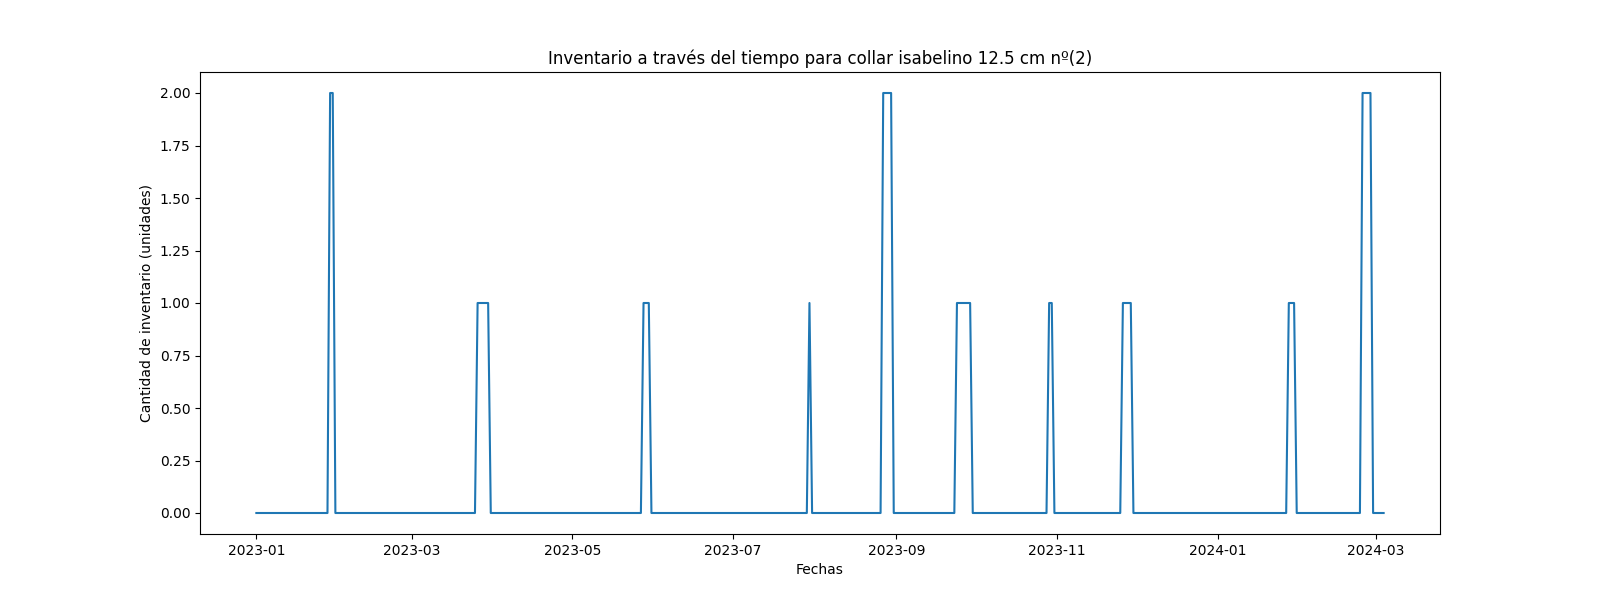 Inventario a través del tiempo para collar isabelino 12.5 cm nº(2)
Cantidad de inventario (unidades)
2.00
1.75
1.50
1.25
1.00
0.75
0.50
0.25
0.00
2023-01 2023-03 2023-05 2023-07 2023-09 2023-11 2024-01 2024-03
Fechas